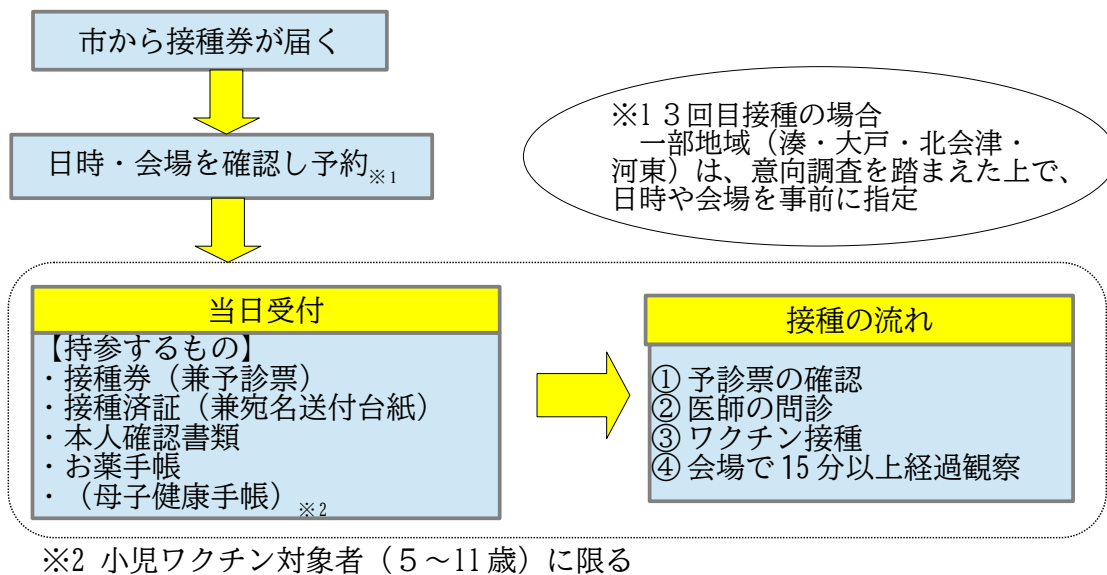 市から接種券が届く
日時・会場を確認し予約※1
※1 3回目接種の場合
一部地域（湊・大戸・北会津・
河東）は、意向調査を踏まえた上で、
日時や会場を事前に指定
当日受付
【持参するもの】
・接種券（兼予診票）
・接種済証（兼宛名送付台紙）
・本人確認書類
・お薬手帳
・（母子健康手帳）※2
接種の流れ
①予診票の確認
②医師の問診
③ワクチン接種
④会場で15分以上経過観察
※2 小児ワクチン対象者（５～11歳）に限る